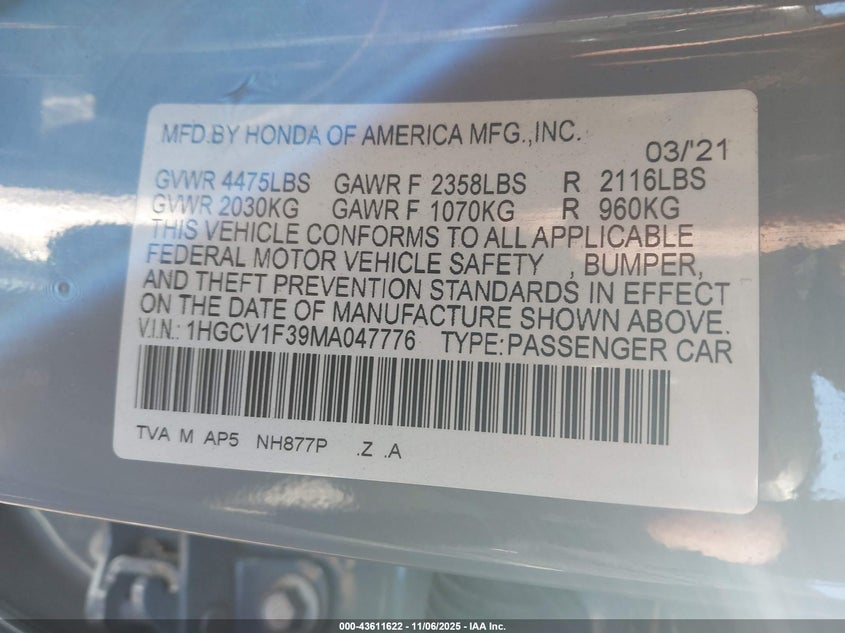 MFD.BY HONDA OF AMERICA MFG.,INC.
03/'21
GVWR 4475LBS GAWR F 2358LBS R 2116LBS
GVWR 2030KG GAWR F 1070KG R 960KG
THIS VEHICLE CONFORMS TO ALL APPLICABLE
FEDERAL MOTOR VEHICLE SAFETY , BUMPER,
AND THEFT PREVENTION STANDARDS IN EFFECT
ON THE DATE OF MANUFACTURE SHOWN ABOVE.
V.I.N.: 1HGCV1F39MA047776 TYPE:PASSENGER CAR
TVA M AP5 NH877P .Z .A
000-43611622 - 11/06/2025 - IAA Inc.